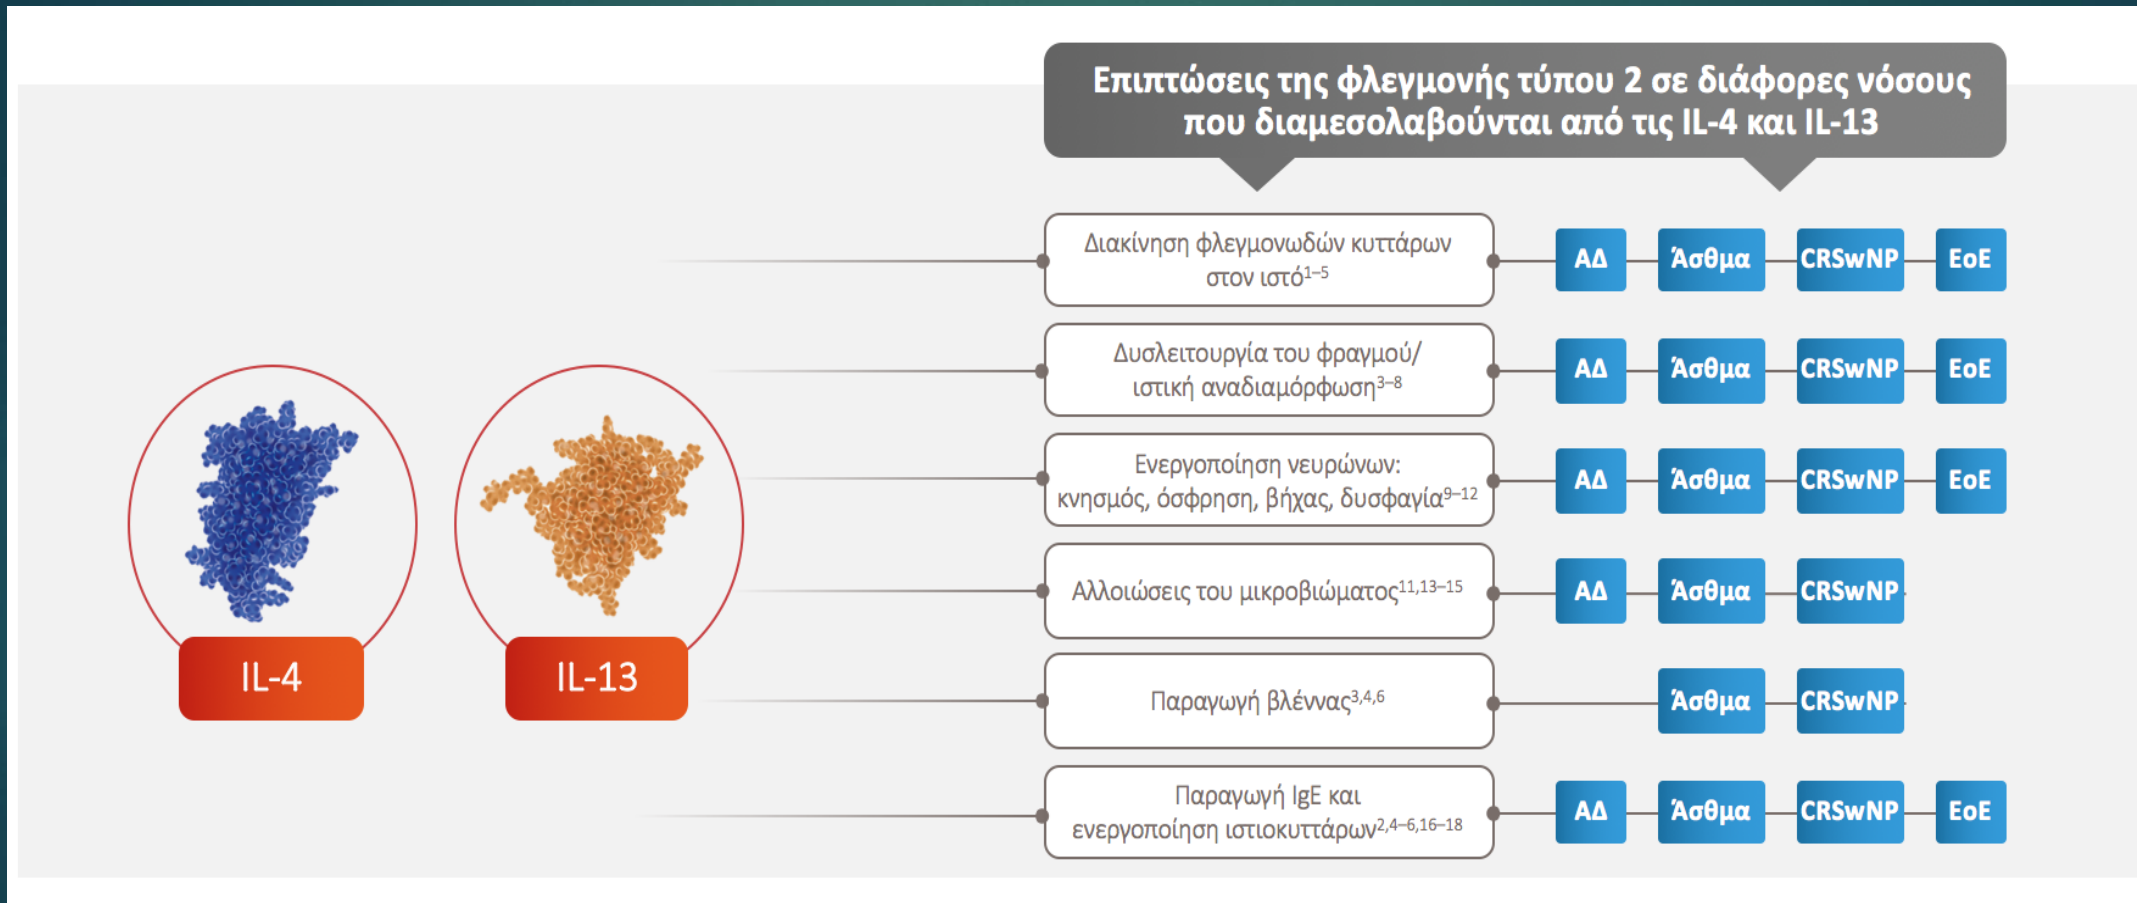 Επιπτώσεις της φλεγμονής τύπου 2 σε διάφορες νόσους
που διαμεσολαβούνται από τις IL-4 και IL-13
Διακίνηση φλεγμονωδών κυττάρων
στον ιστό1–5
ΑΔ Άσθμα CRSwNP EoE
Δυσλειτουργία του φραγμού/
ιστική αναδιαμόρφωση3–8
ΑΔ Άσθμα CRSwNP EoE
Ενεργοποίηση νευρώνων:
κνησμός, όσφρηση, βήχας, δυσφαγία9–12
ΑΔ Άσθμα CRSwNP EoE
Αλλοιώσεις του μικροβιώματος11,13–15
ΑΔ Άσθμα CRSwNP
IL-4
IL-13
Παραγωγή βλέννας3,4,6
Άσθμα CRSwNP
Παραγωγή IgE και
ενεργοποίηση ιστιοκυττάρων2,4–6,16–18
ΑΔ Άσθμα CRSwNP EoE